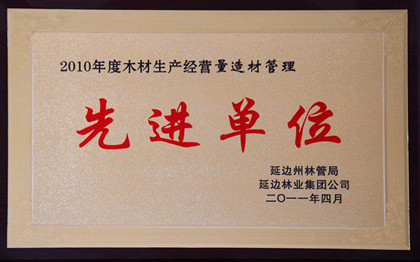 2010年度木材生产经营量造材管理
先进单位
延边州林管局
延边林业集团公司
二〇一一年四月